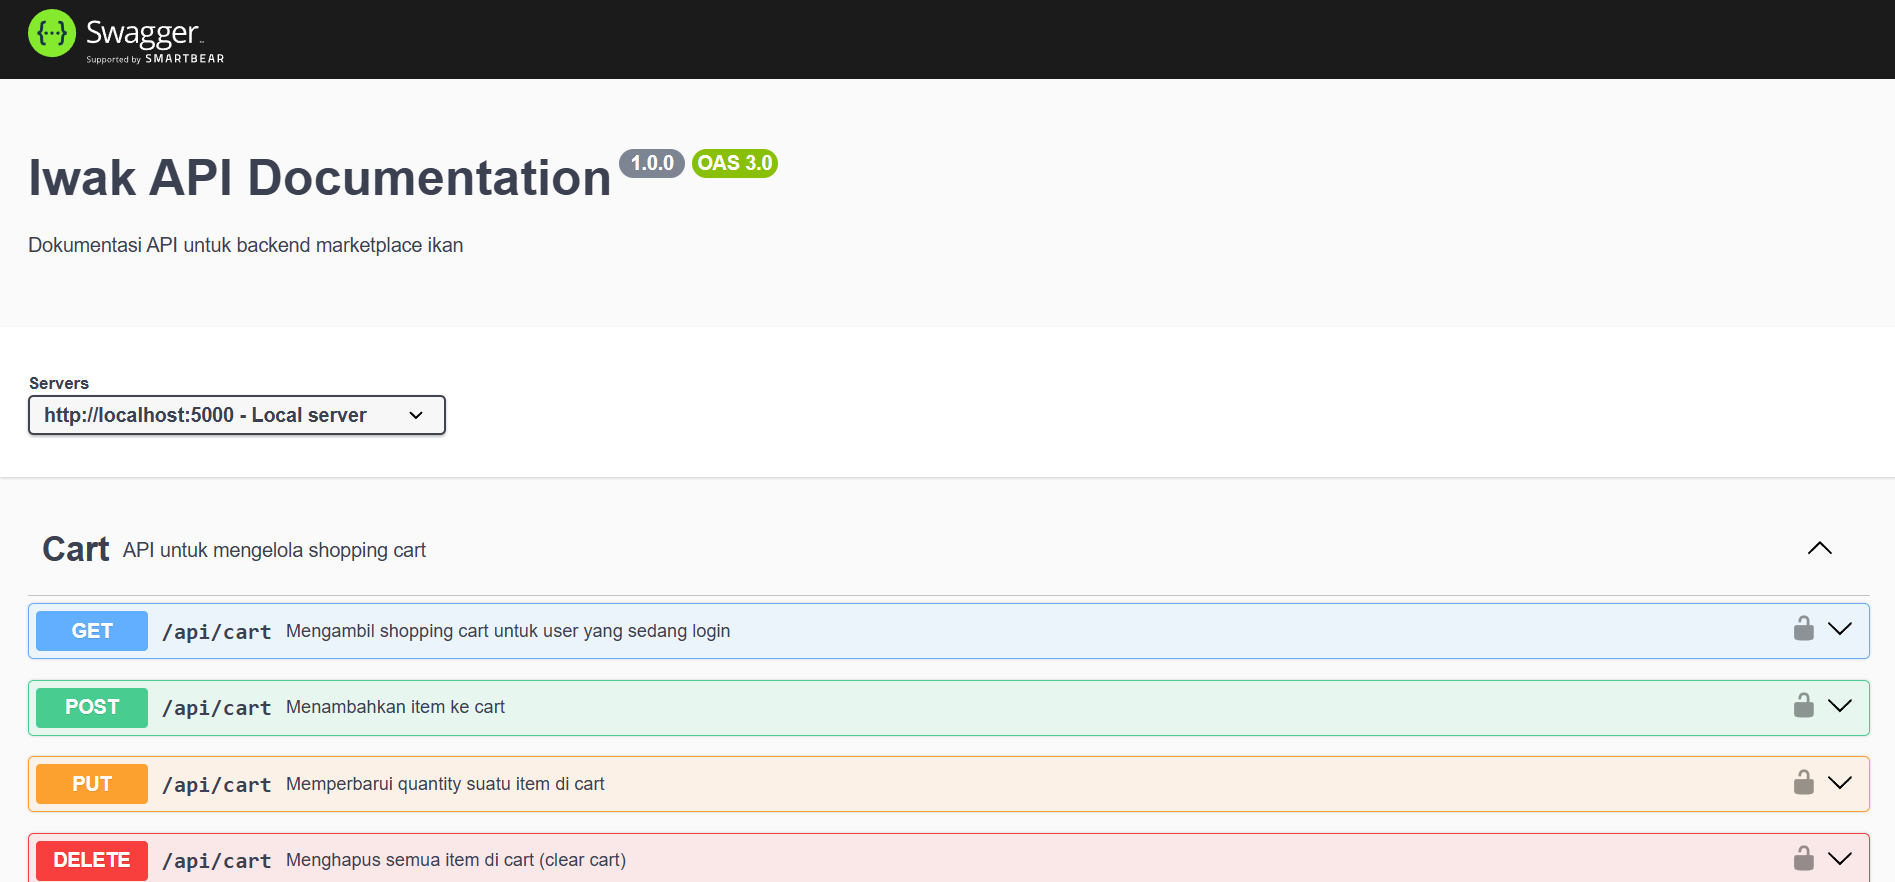 Swagger
Supported by SMARTBEAR
Iwak API Documentation 1.0.0 OAS 3.0
Dokumentasi API untuk backend marketplace ikan
Servers
http://localhost:5000 - Local server
Cart API untuk mengelola shopping cart
GET /api/cart Mengambil shopping cart untuk user yang sedang login
POST /api/cart Menambahkan item ke cart
PUT /api/cart Memperbarui quantity suatu item di cart
DELETE /api/cart Menghapus semua item di cart (clear cart)